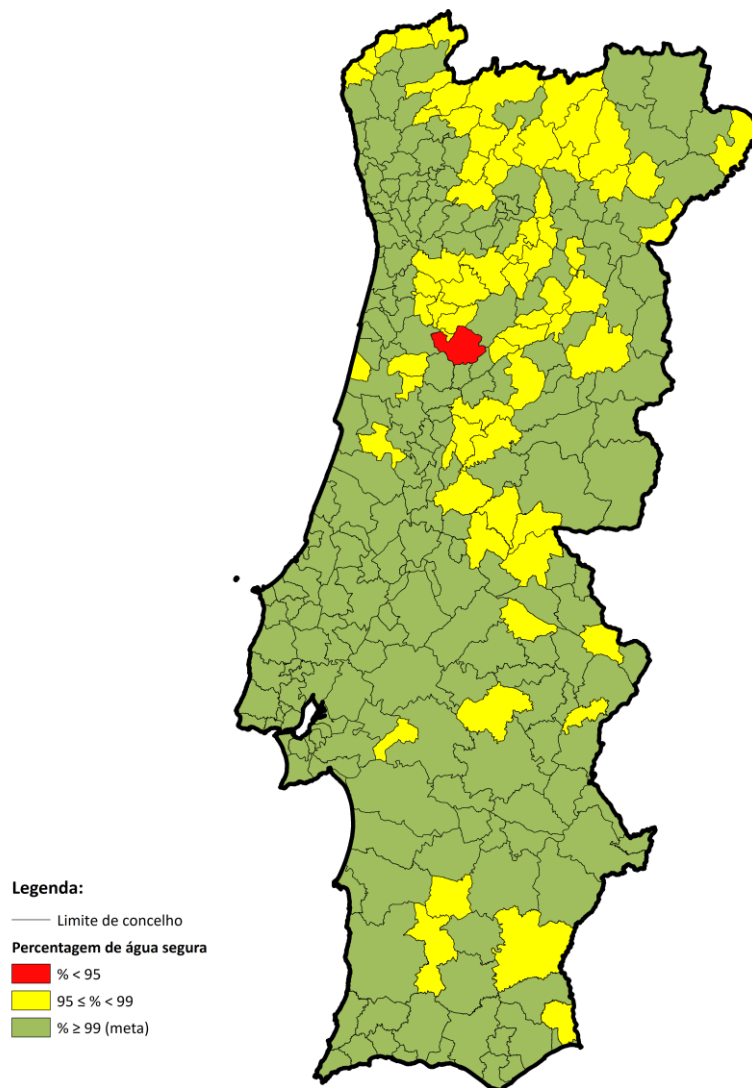 Legenda:
Limite de concelho
Percentagem de água segura
% < 95
95 ≤ % < 99
% ≥ 99 (meta)